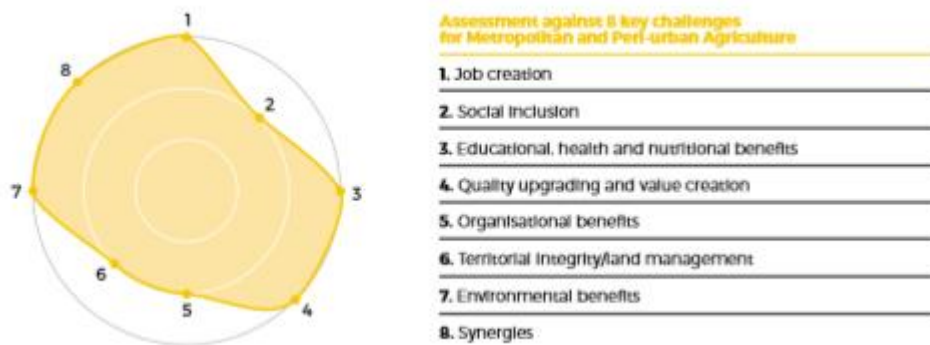 1
2
3
4
5
6
7
8
Assessment against 8 key challenges
for Metropolitan and Peri-urban Agriculture
1. Job creation
2. Social inclusion
3. Educational, health and nutritional benefits
4. Quality upgrading and value creation
5. Organisational benefits
6. Territorial integrity/land management
7. Environmental benefits
8. Synergies